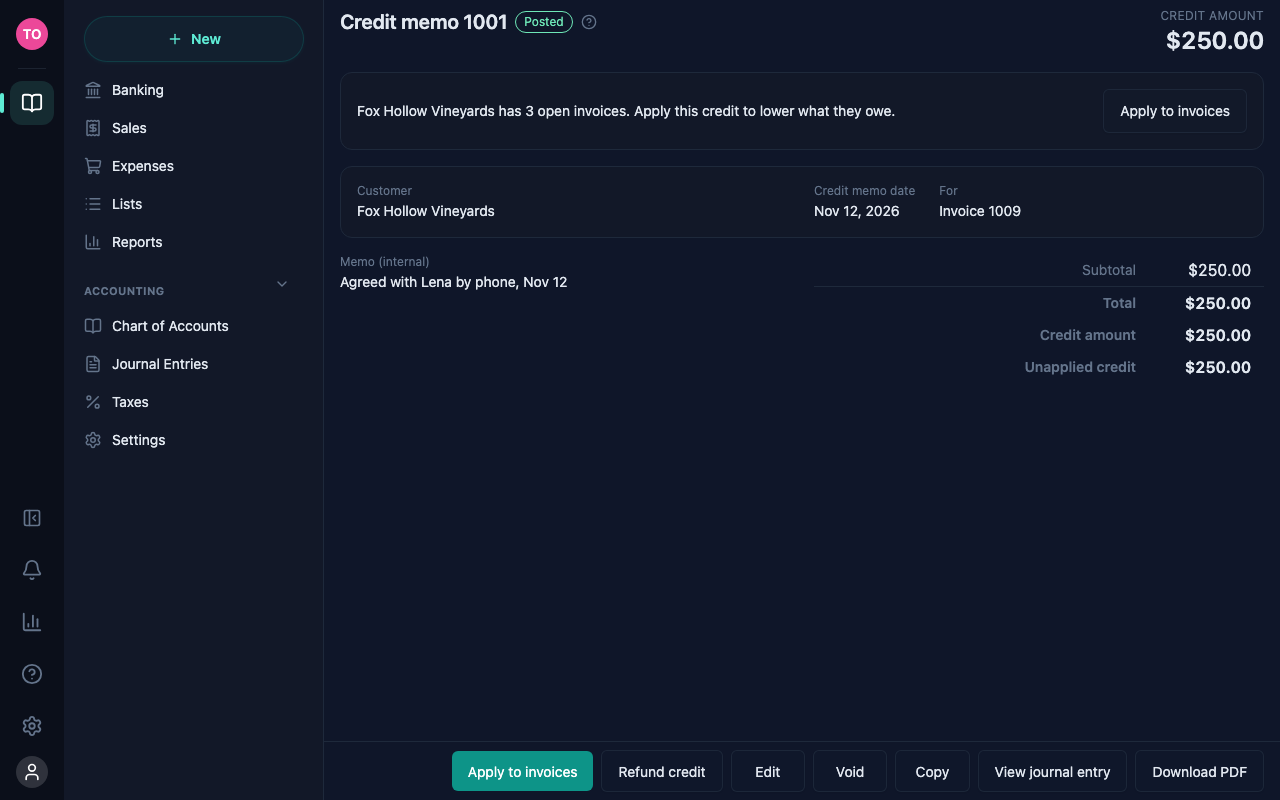 TO
New
Banking
Sales
Expenses
Lists
Reports
ACCOUNTING
Chart of Accounts
Journal Entries
Taxes
Settings
Credit memo 1001 Posted
CREDIT AMOUNT
$250.00
Fox Hollow Vineyards has 3 open invoices. Apply this credit to lower what they owe.
Apply to invoices
Customer
Fox Hollow Vineyards
Credit memo date
Nov 12, 2026
For
Invoice 1009
Memo (internal)
Agreed with Lena by phone, Nov 12
Subtotal $250.00
Total $250.00
Credit amount $250.00
Unapplied credit $250.00
Apply to invoices
Refund credit
Edit
Void
Copy
View journal entry
Download PDF